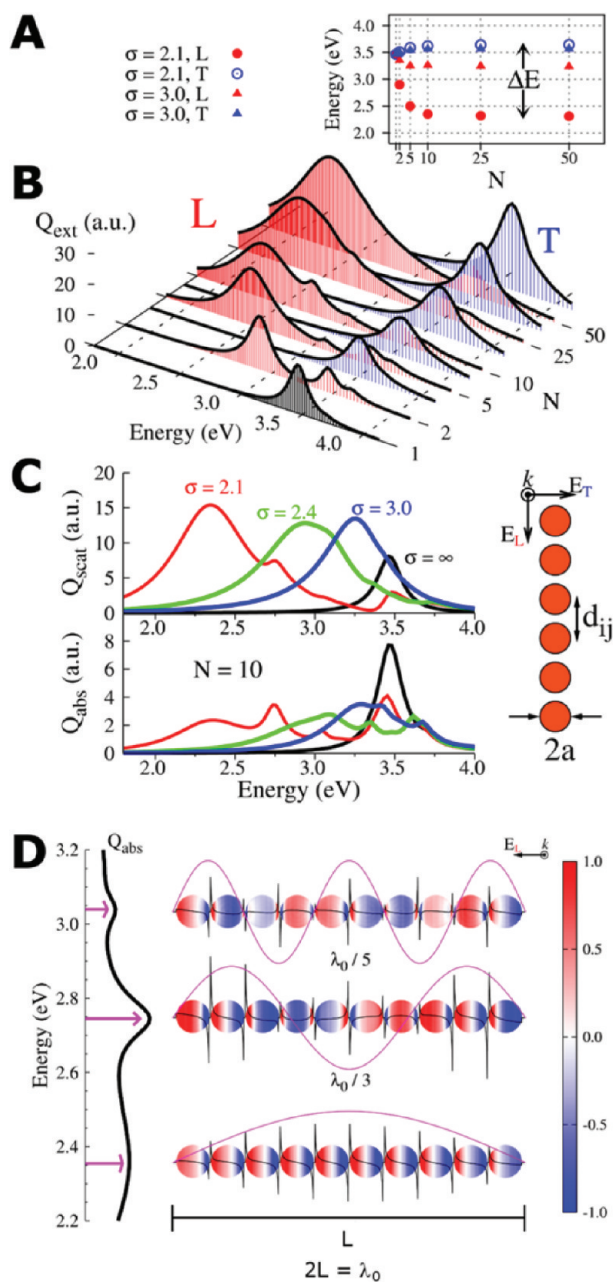 A
σ = 2.1, L
σ = 2.1, T
σ = 3.0, L
σ = 3.0, T
Energy (eV)
4.0
3.5
3.0
2.5
2.0
ΔE
2 5 10 25 50
N
B
Q_ext (a.u.)
L
T
30
20
10
0
2.0
2.5
3.0
3.5
4.0
Energy (eV)
1
2
5
10
25
50
N
C
Q_scat (a.u.)
20
15
10
5
0
σ = 2.1
σ = 2.4
σ = 3.0
σ = ∞
2.0 2.5 3.0 3.5 4.0
Q_abs (a.u.)
8
6
4
2
0
N = 10
2.0 2.5 3.0 3.5 4.0
Energy (eV)
k
E_T
E_L
d_ij
2a
D
Q_abs
Energy (eV)
3.2
3.0
2.8
2.6
2.4
2.2
λ₀ / 5
λ₀ / 3
L
2L = λ₀
E_L k
1.0
0.5
0.0
-0.5
-1.0